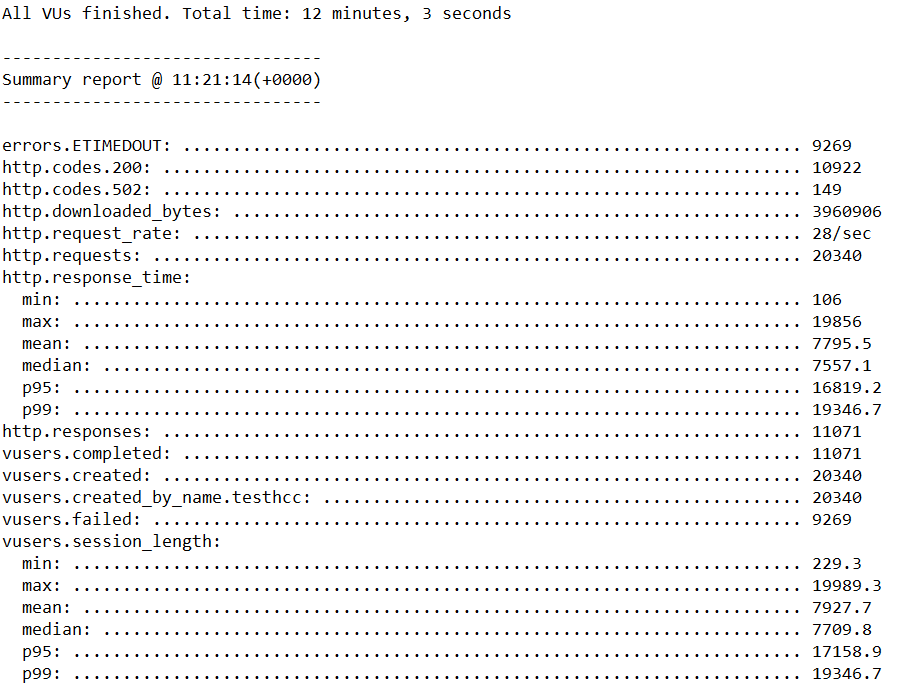 All VUs finished. Total time: 12 minutes, 3 seconds
--------------------------------
Summary report @ 11:21:14(+0000)
--------------------------------
errors.ETIMEDOUT: ................................................................ 9269
http.codes.200: .................................................................. 10922
http.codes.502: .................................................................. 149
http.downloaded_bytes: ........................................................... 3960906
http.request_rate: ............................................................... 28/sec
http.requests: ................................................................... 20340
http.response_time:
  min: ........................................................................... 106
  max: ........................................................................... 19856
  mean: .......................................................................... 7795.5
  median: ........................................................................ 7557.1
  p95: ........................................................................... 16819.2
  p99: ........................................................................... 19346.7
http.responses: .................................................................. 11071
vusers.completed: ................................................................ 11071
vusers.created: .................................................................. 20340
vusers.created_by_name.testhcc: .................................................. 20340
vusers.failed: ................................................................... 9269
vusers.session_length:
  min: ........................................................................... 229.3
  max: ........................................................................... 19989.3
  mean: .......................................................................... 7927.7
  median: ........................................................................ 7709.8
  p95: ........................................................................... 17158.9
  p99: ........................................................................... 19346.7